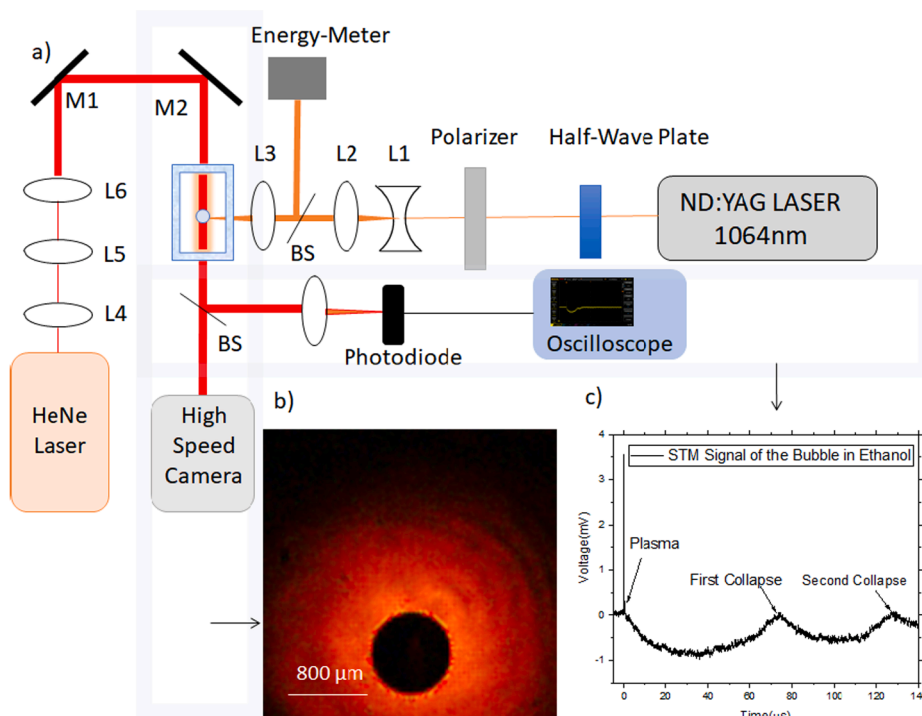 a)
Energy-Meter
M1
M2
Polarizer
Half-Wave Plate
L3
L2
L1
L6
ND:YAG LASER
1064nm
BS
L5
L4
BS
Photodiode
Oscilloscope
HeNe
Laser
High
Speed
Camera
b)
800 µm
c)
STM Signal of the Bubble in Ethanol
Plasma
First Collapse
Second Collapse
Voltage(mV)
4
3
2
1
0
-1
0
20
40
60
80
100
120
140
Time(µs)